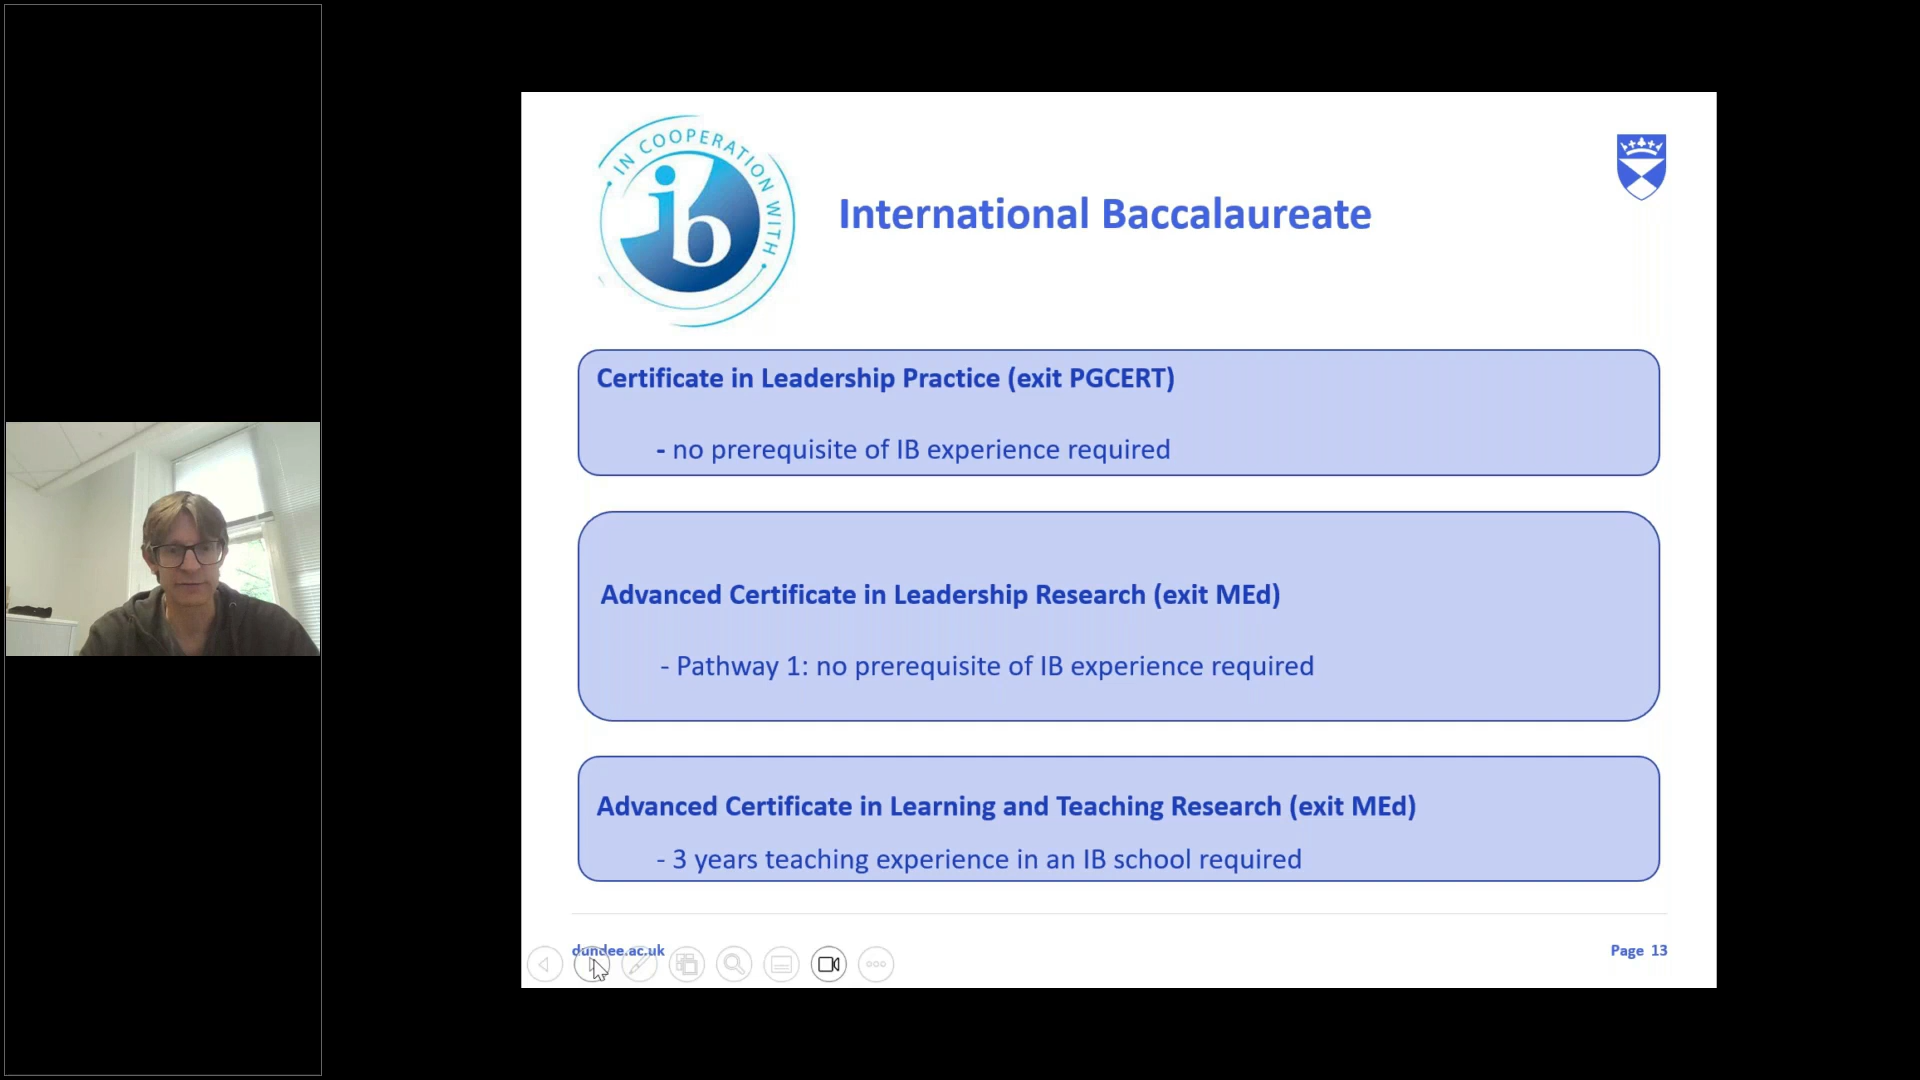 IN COOPERATION WITH
ib
International Baccalaureate
Certificate in Leadership Practice (exit PGCERT)
- no prerequisite of IB experience required
Advanced Certificate in Leadership Research (exit MEd)
- Pathway 1: no prerequisite of IB experience required
Advanced Certificate in Learning and Teaching Research (exit MEd)
- 3 years teaching experience in an IB school required
dundee.ac.uk
Page 13